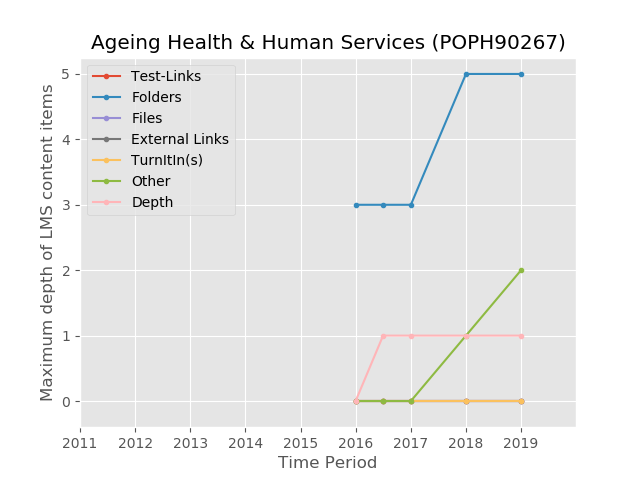 Ageing Health & Human Services (POPH90267)
Test-Links
Folders
Files
External Links
TurnItIn(s)
Other
Depth
Maximum depth of LMS content items
5
4
3
2
1
0
2011 2012 2013 2014 2015 2016 2017 2018 2019
Time Period